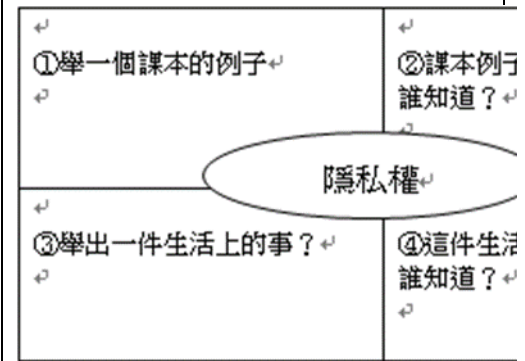 ①舉一個課本的例子
②課本例子
誰知道？
隱私權
③舉出一件生活上的事？
④這件生活
誰知道？